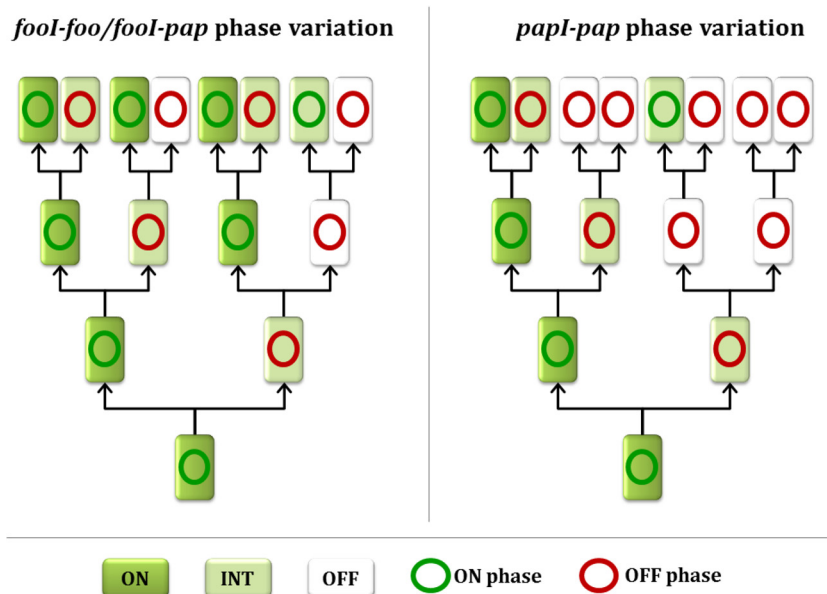 fooI-foo/fooI-pap phase variation
papI-pap phase variation
ON
INT
OFF
ON phase
OFF phase